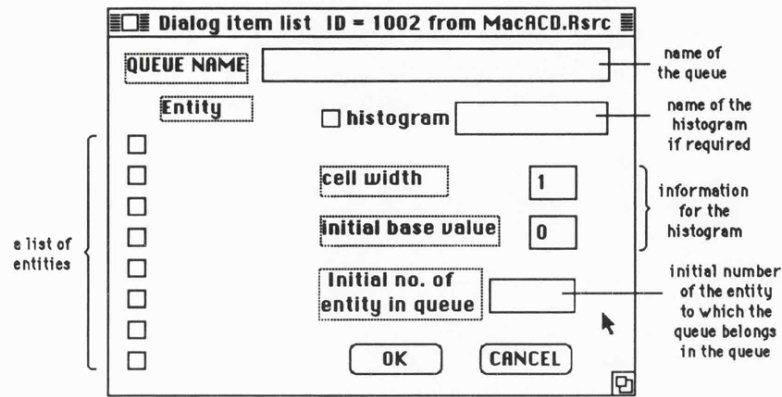 Dialog item list ID = 1002 from MacACD.Rsrc
QUEUE NAME
name of
the queue
Entity
histogram
name of the
histogram
if required
cell width
1
initial base value
0
information
for the
histogram
a list of
entities
Initial no. of
entity in queue
initial number
of the entity
to which the
queue belongs
in the queue
OK
CANCEL